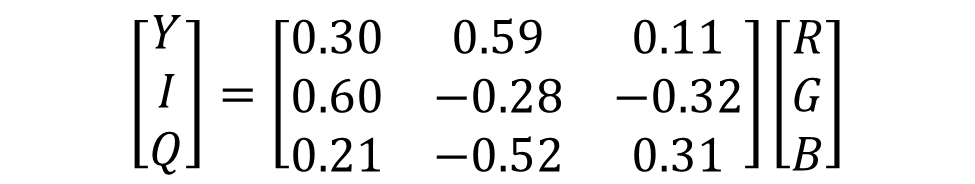 Y 0.30 0.59 0.11 R
I = 0.60 −0.28 −0.32 G
Q 0.21 −0.52 0.31 B